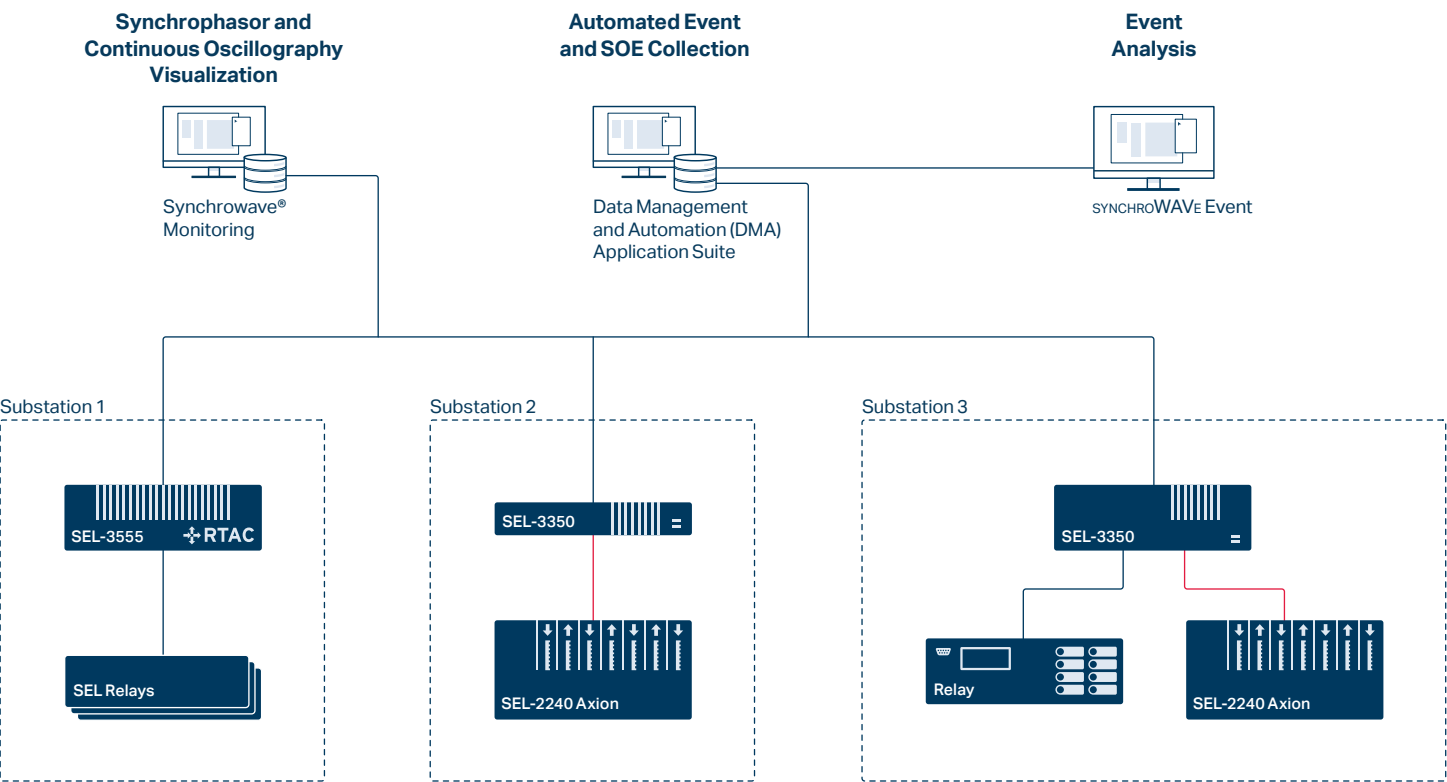 Synchrophasor and
Continuous Oscillography
Visualization
Automated Event
and SOE Collection
Event
Analysis
Synchrowave®
Monitoring
Data Management
and Automation (DMA)
Application Suite
SYNCHROWAVE Event
Substation 1
Substation 2
Substation 3
SEL-3555
RTAC
SEL Relays
SEL-3350
SEL-2240 Axion
SEL-3350
Relay
SEL-2240 Axion